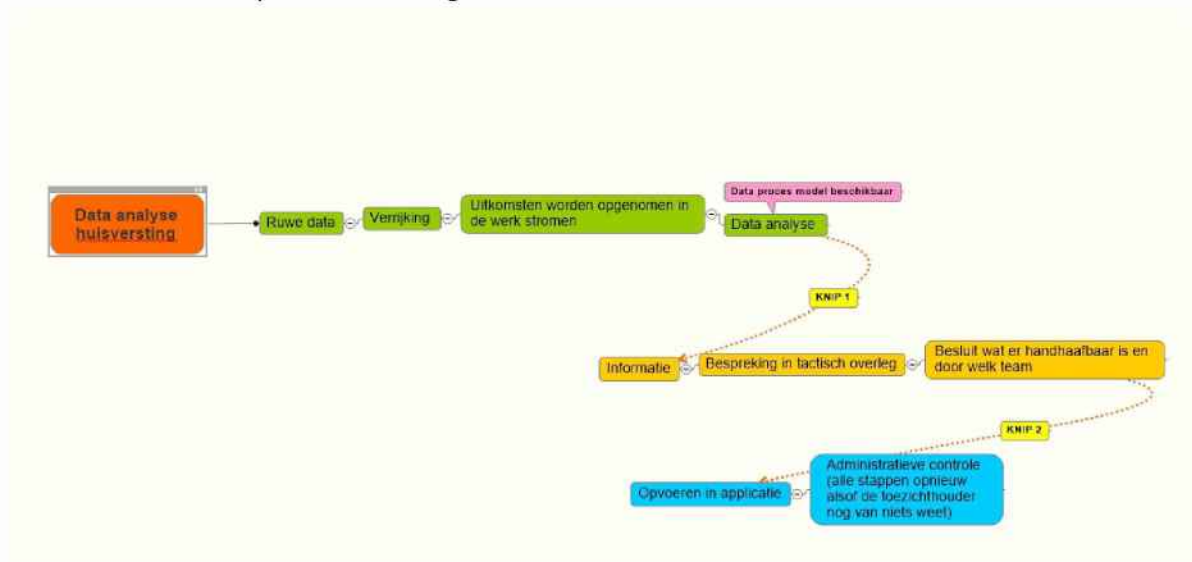 Data analyse
huisversting
Ruwe data
Verrijking
Uitkomsten worden opgenomen in
de werk stromen
Data proces model beschikbaar
Data analyse
KNIP 1
Informatie
Bespreking in tactisch overleg
Besluit wat er handhaafbaar is en
door welk team
KNIP 2
Opvoeren in applicatie
Administratieve controle
(alle stappen opnieuw
alsof de toezichthouder
nog van niets weet)